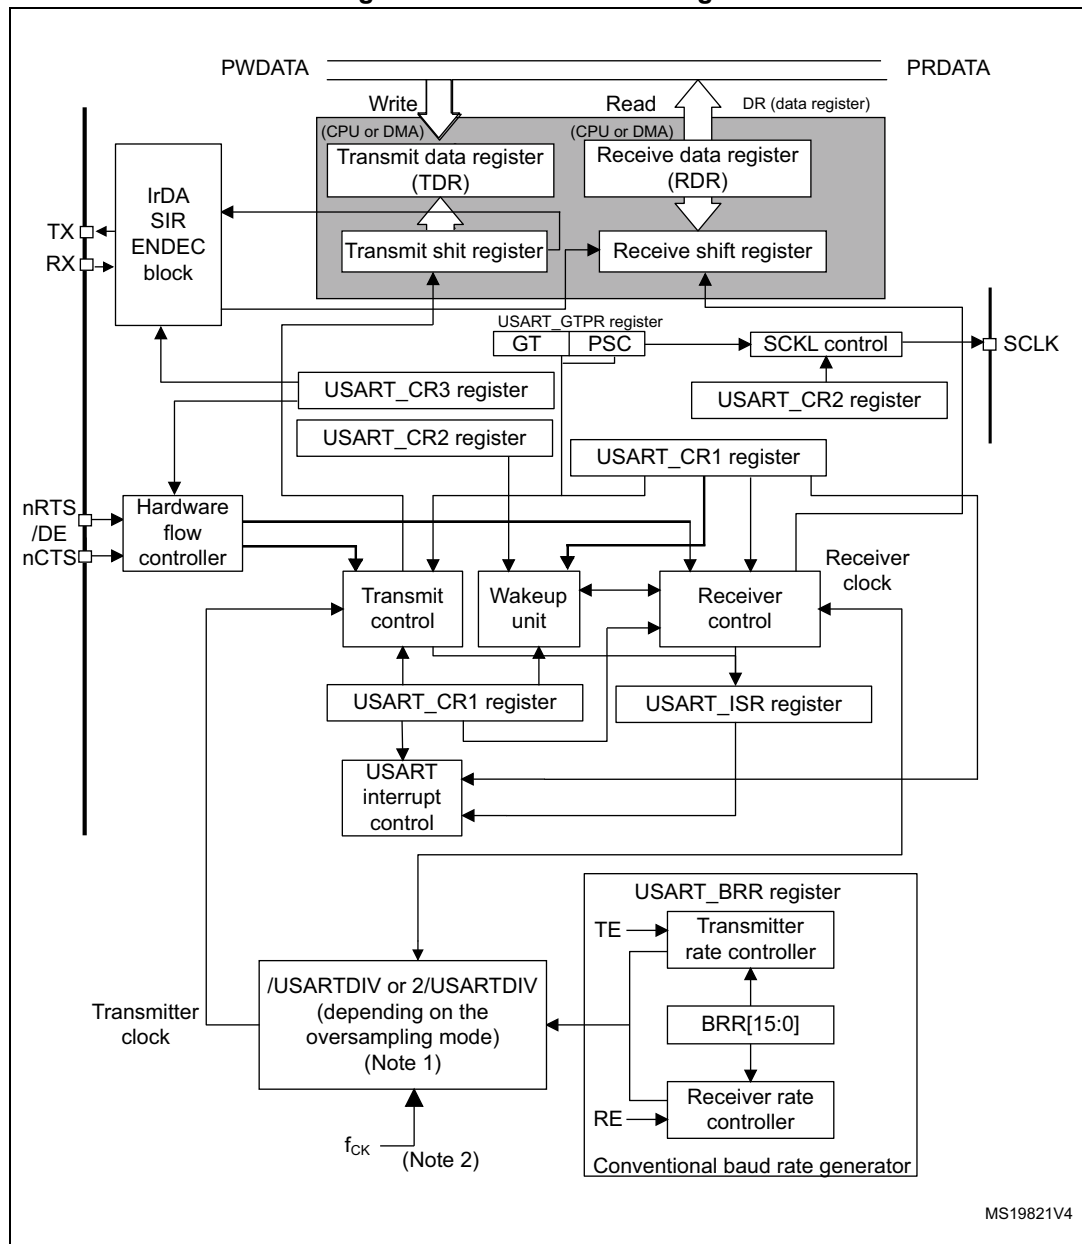 PWDATA
PRDATA
Write
Read
DR (data register)
(CPU or DMA)
(CPU or DMA)
Transmit data register
(TDR)
Receive data register
(RDR)
IrDA
SIR
ENDEC
block
TX
RX
Transmit shit register
Receive shift register
USART_GTPR register
GT
PSC
SCKL control
SCLK
USART_CR3 register
USART_CR2 register
USART_CR2 register
USART_CR1 register
nRTS
/DE
nCTS
Hardware
flow
controller
Transmit
control
Wakeup
unit
Receiver
control
Receiver
clock
USART_CR1 register
USART_ISR register
USART
interrupt
control
USART_BRR register
TE
Transmitter
rate controller
/USARTDIV or 2/USARTDIV
(depending on the
oversampling mode)
(Note 1)
Transmitter
clock
BRR[15:0]
RE
Receiver rate
controller
fCK
(Note 2)
Conventional baud rate generator
MS19821V4